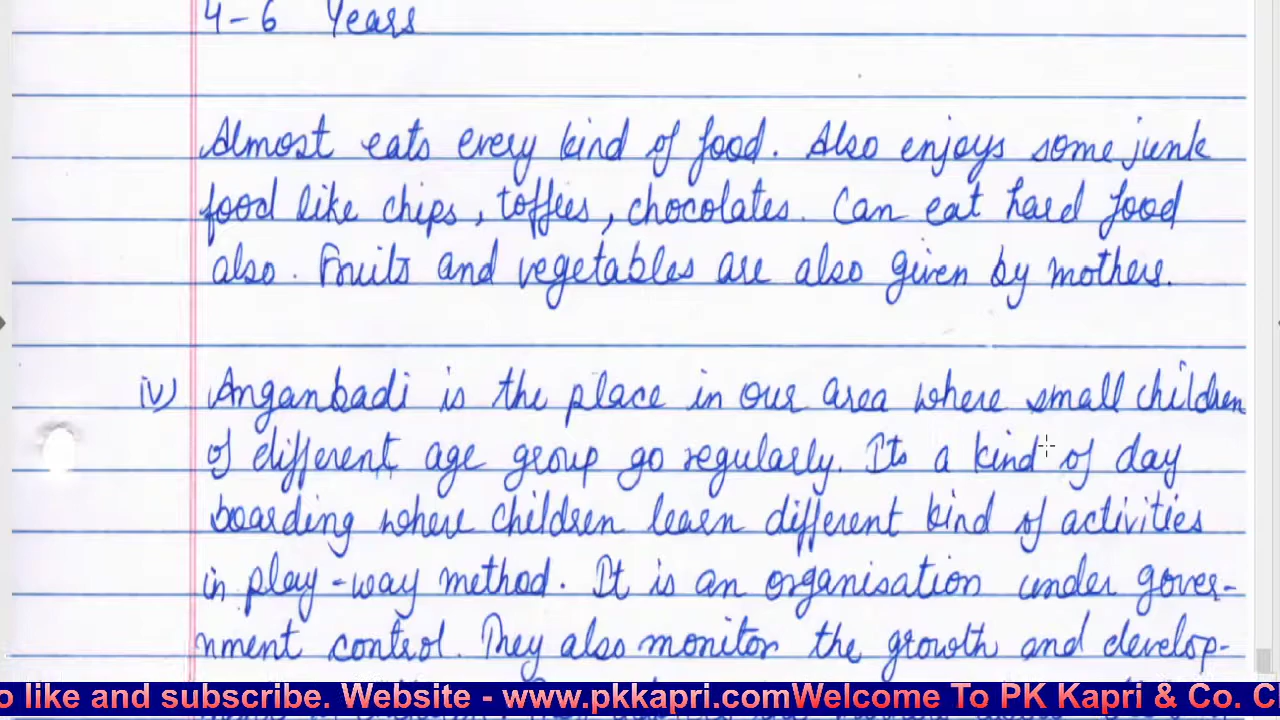 4-6 Years
Almost eats every kind of food. Also enjoys some junk
food like chips, toffees, chocolates. Can eat hard food
also. Fruits and vegetables are also given by mothers.
iv) Anganbadi is the place in our area where small children
of different age group go regularly. Its a kind of day
boarding where children learn different kind of activities
in play-way method. It is an organisation under gover-
nment control. They also monitor the growth and develop-
o like and subscribe. Website - www.pkkapri.comWelcome To PK Kapri & Co. C